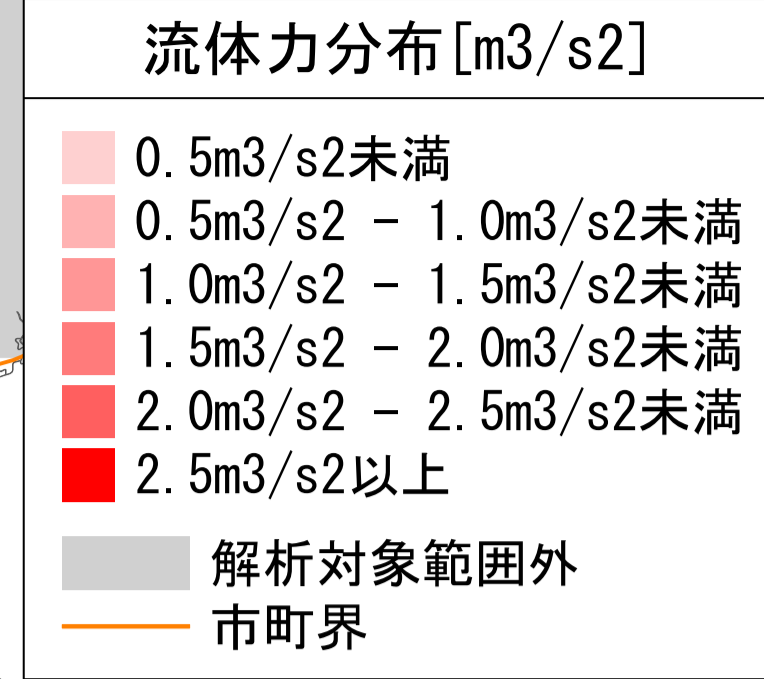 流体力分布[m3/s2]
0.5m3/s2未満
0.5m3/s2 − 1.0m3/s2未満
1.0m3/s2 − 1.5m3/s2未満
1.5m3/s2 − 2.0m3/s2未満
2.0m3/s2 − 2.5m3/s2未満
2.5m3/s2以上
解析対象範囲外
市町界